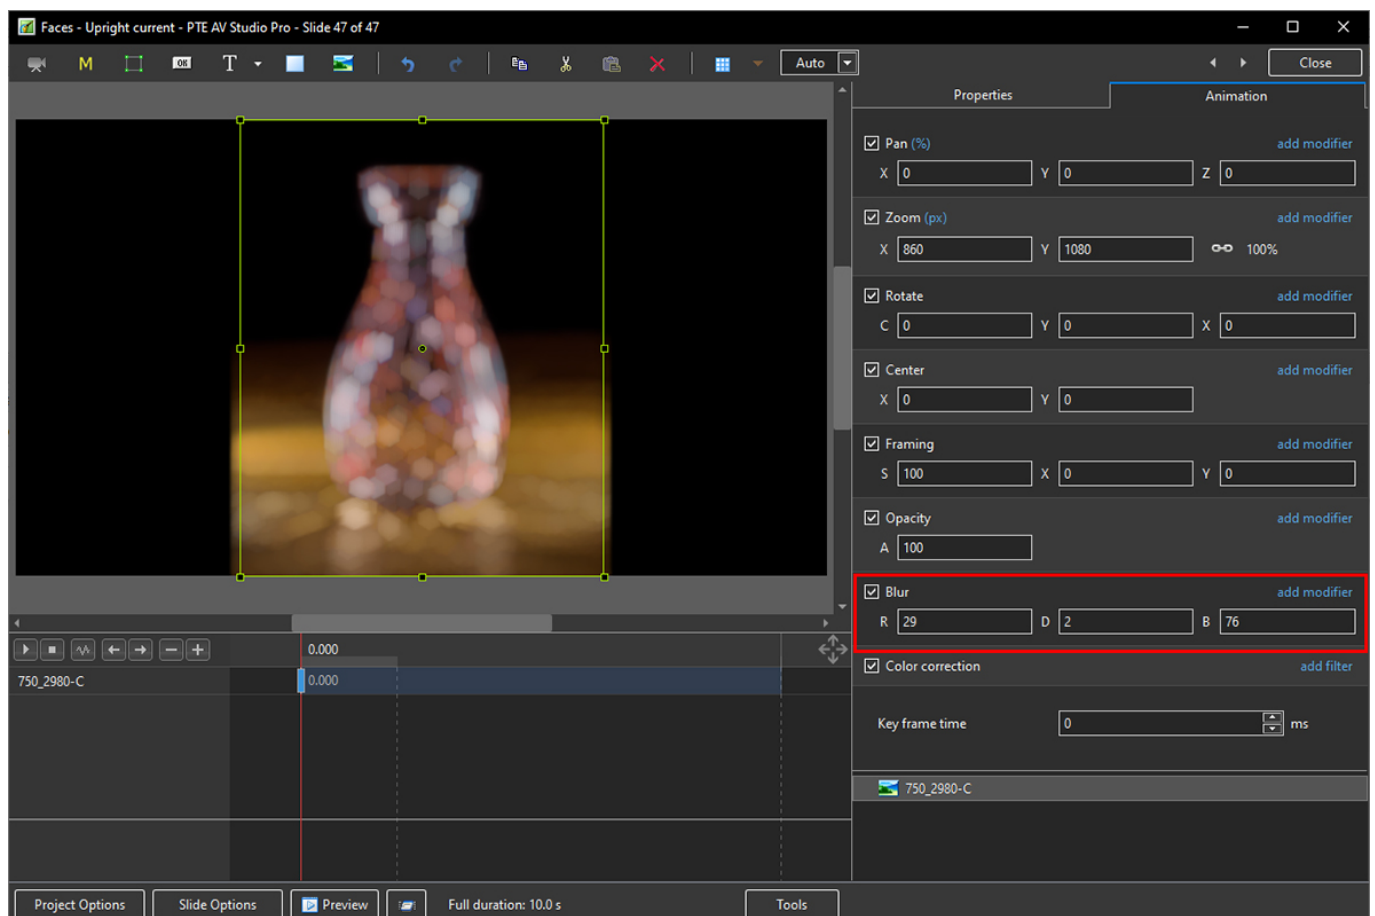 Faces - Upright current - PTE AV Studio Pro - Slide 47 of 47
M OK T Auto Close
Properties Animation
Pan (%) add modifier
X 0 Y 0 Z 0
Zoom (px) add modifier
X 860 Y 1080 100%
Rotate add modifier
C 0 Y 0 X 0
Center add modifier
X 0 Y 0
Framing add modifier
S 100 X 0 Y 0
Opacity add modifier
A 100
Blur add modifier
R 29 D 2 B 76
0.000
Color correction add filter
750_2980-C 0.000
Key frame time 0 ms
750_2980-C
Project Options Slide Options Preview Full duration: 10.0 s Tools